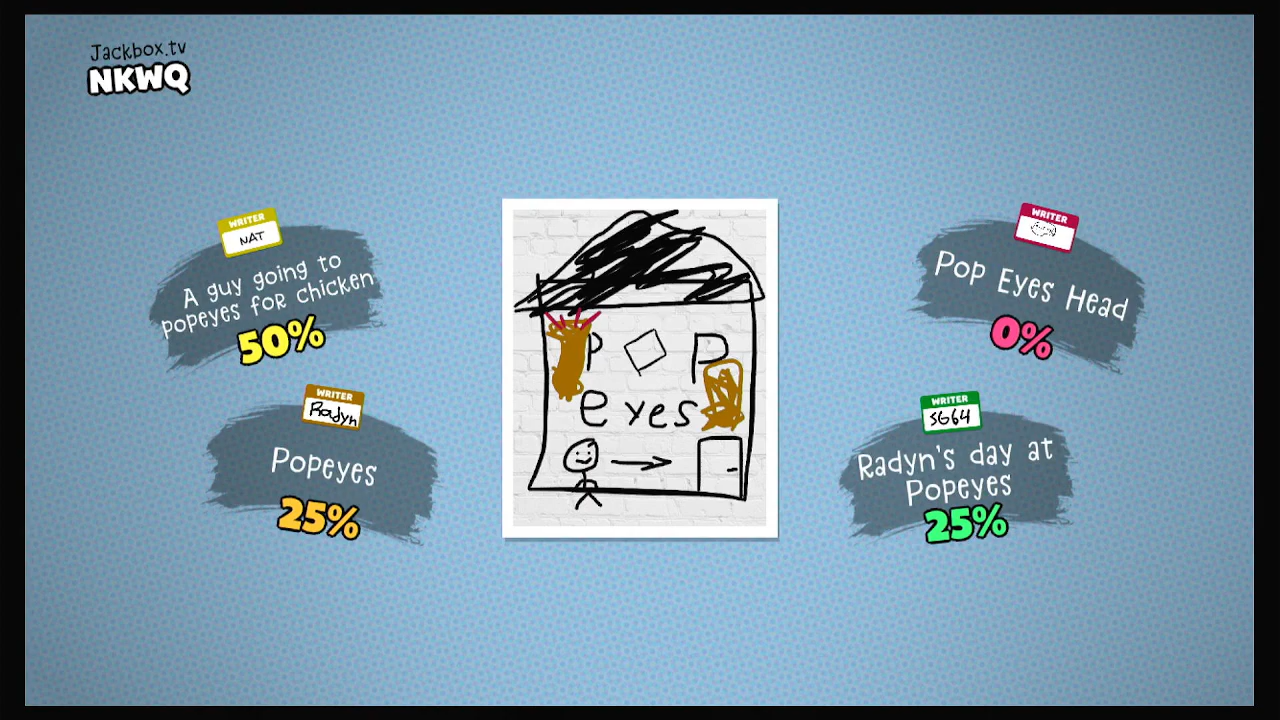 Jackbox.tv
NKWQ
WRITER
NAT
A guy going to
popeyes for chicken
50%
WRITER
Radyn
Popeyes
25%
P P
eyes
WRITER
Pop Eyes Head
0%
WRITER
SG64
Radyn's day at
Popeyes
25%